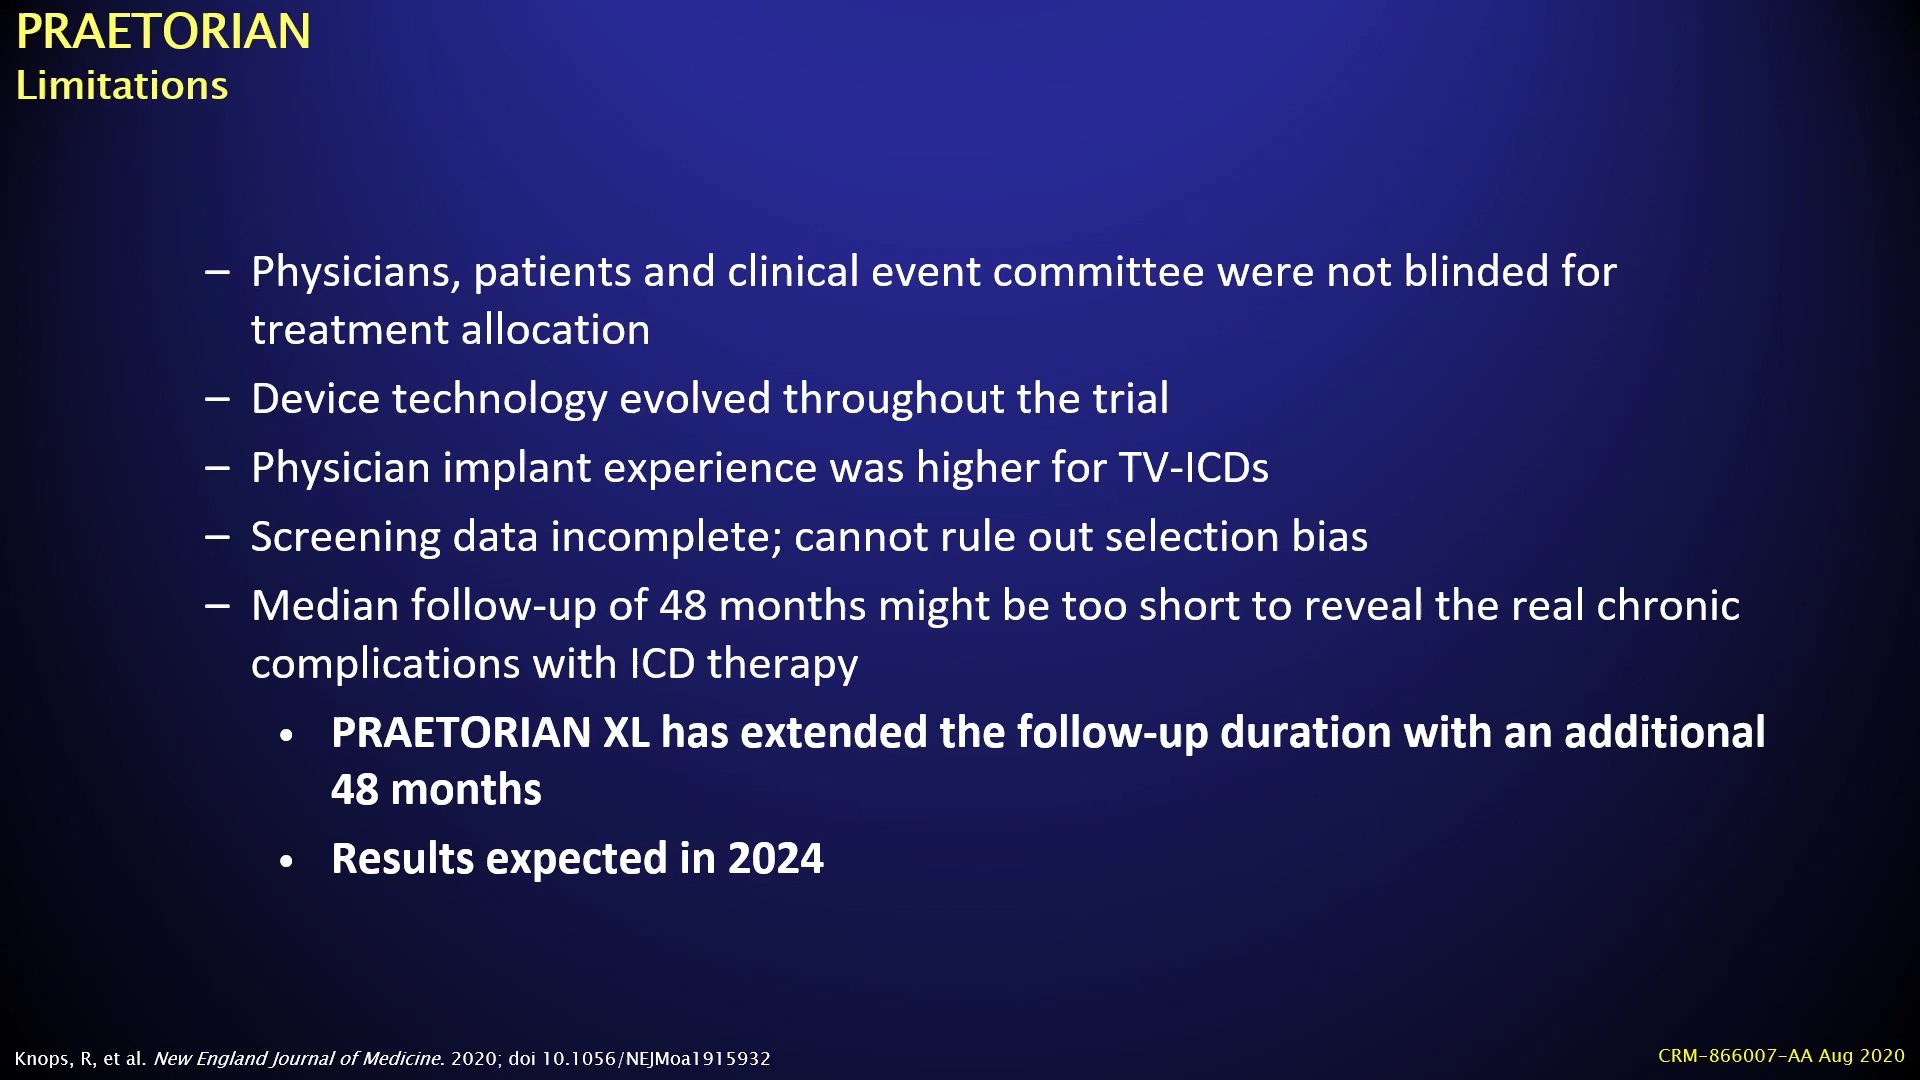 PRAETORIAN
Limitations
– Physicians, patients and clinical event committee were not blinded for
treatment allocation
– Device technology evolved throughout the trial
– Physician implant experience was higher for TV-ICDs
– Screening data incomplete; cannot rule out selection bias
– Median follow-up of 48 months might be too short to reveal the real chronic
complications with ICD therapy
• PRAETORIAN XL has extended the follow-up duration with an additional
48 months
• Results expected in 2024
Knops, R, et al. New England Journal of Medicine. 2020; doi 10.1056/NEJMoa1915932
CRM-866007-AA Aug 2020